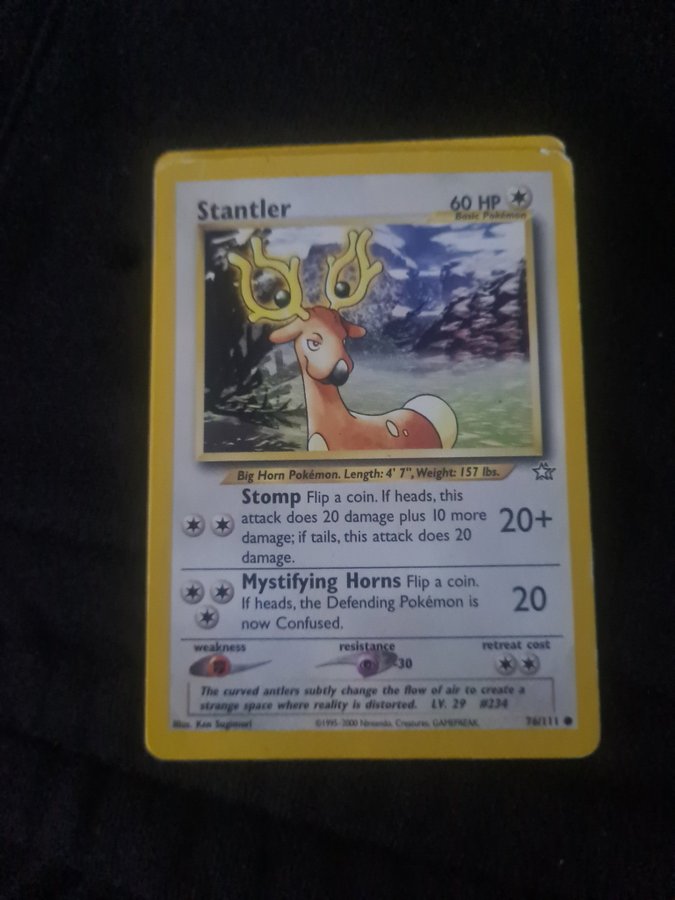 Stantler 60 HP
Basic Pokémon
Big Horn Pokémon. Length: 4' 7", Weight: 157 lbs.
Stomp Flip a coin. If heads, this
attack does 20 damage plus 10 more
damage; if tails, this attack does 20
damage.
20+
Mystifying Horns Flip a coin.
If heads, the Defending Pokémon is
now Confused.
20
weakness resistance retreat cost
-30
The curved antlers subtly change the flow of air to create a
strange space where reality is distorted. LV. 29 #234
Illus. Ken Sugimori ©1995-2000 Nintendo, Creatures, GAMEFREAK. 76/111